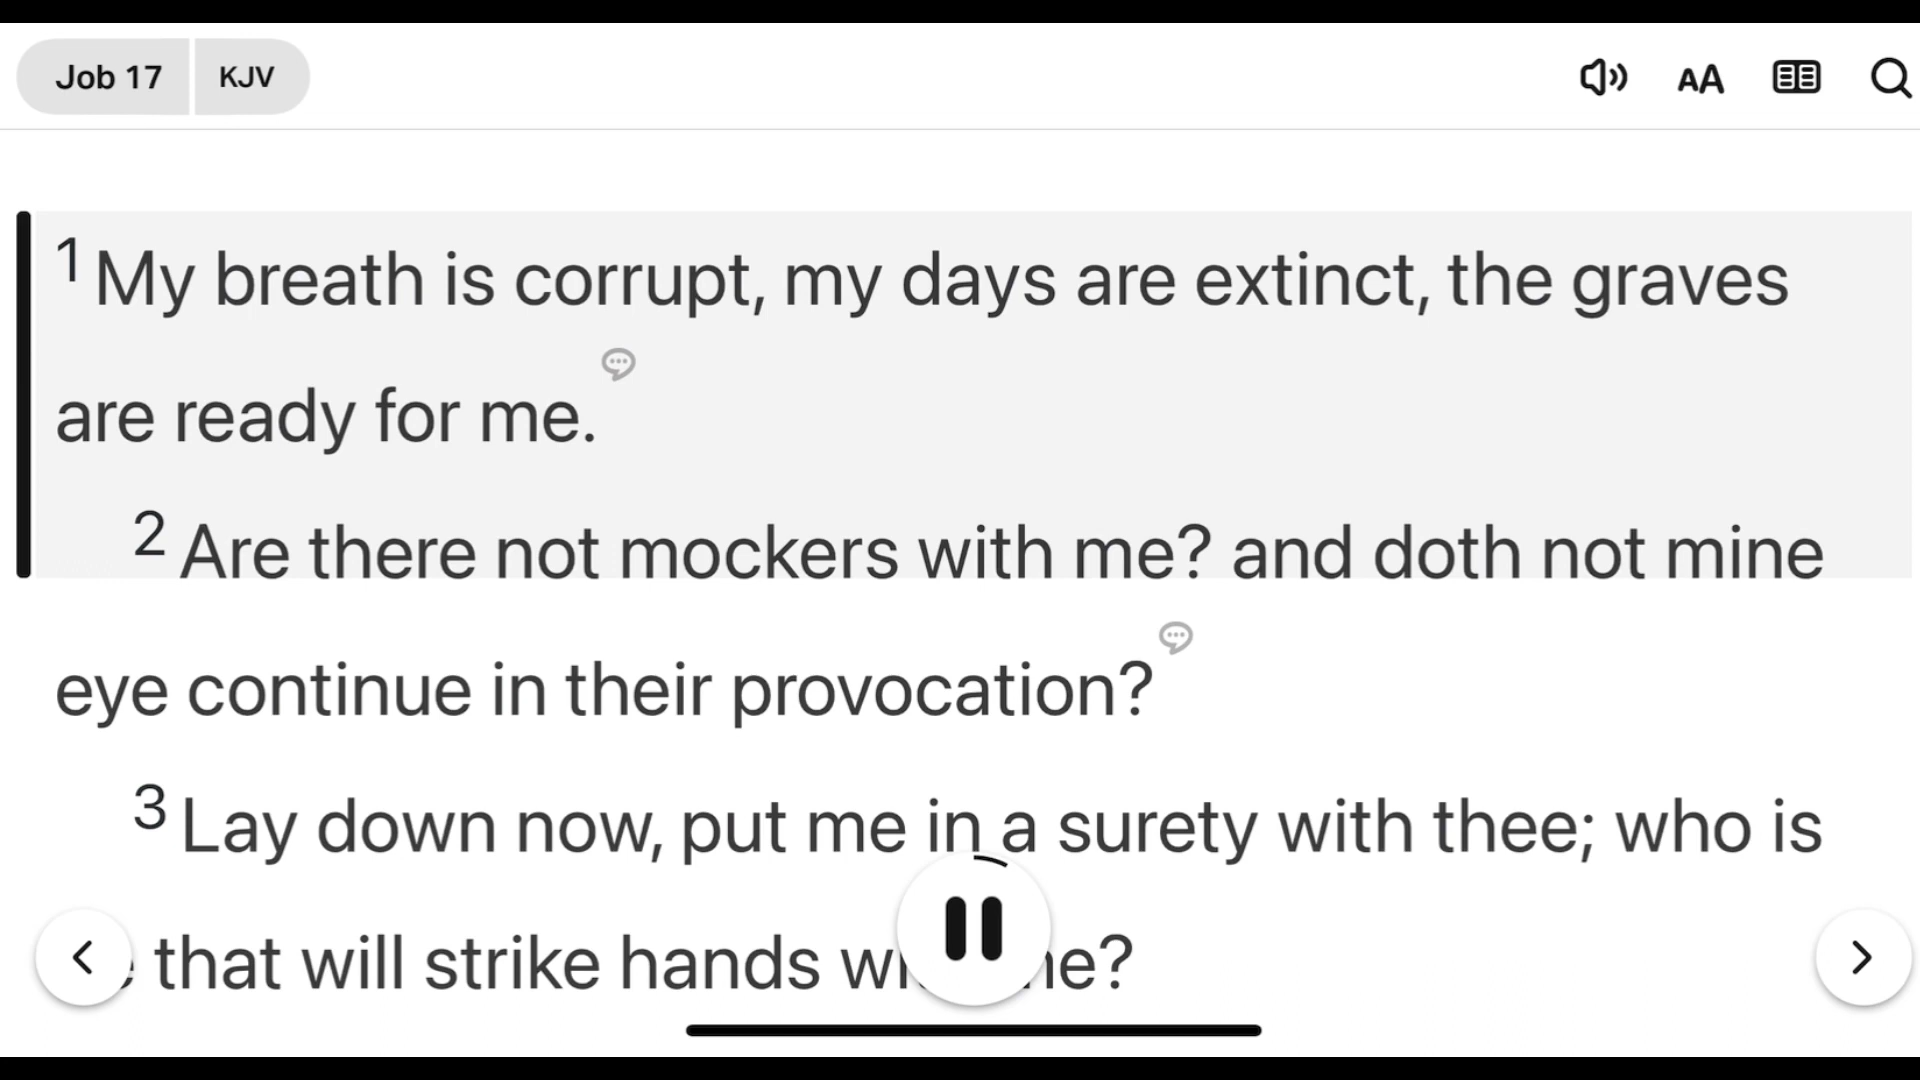 Job 17 KJV AA
1 My breath is corrupt, my days are extinct, the graves
are ready for me.
2 Are there not mockers with me? and doth not mine
eye continue in their provocation?
3 Lay down now, put me in a surety with thee; who is
that will strike hands